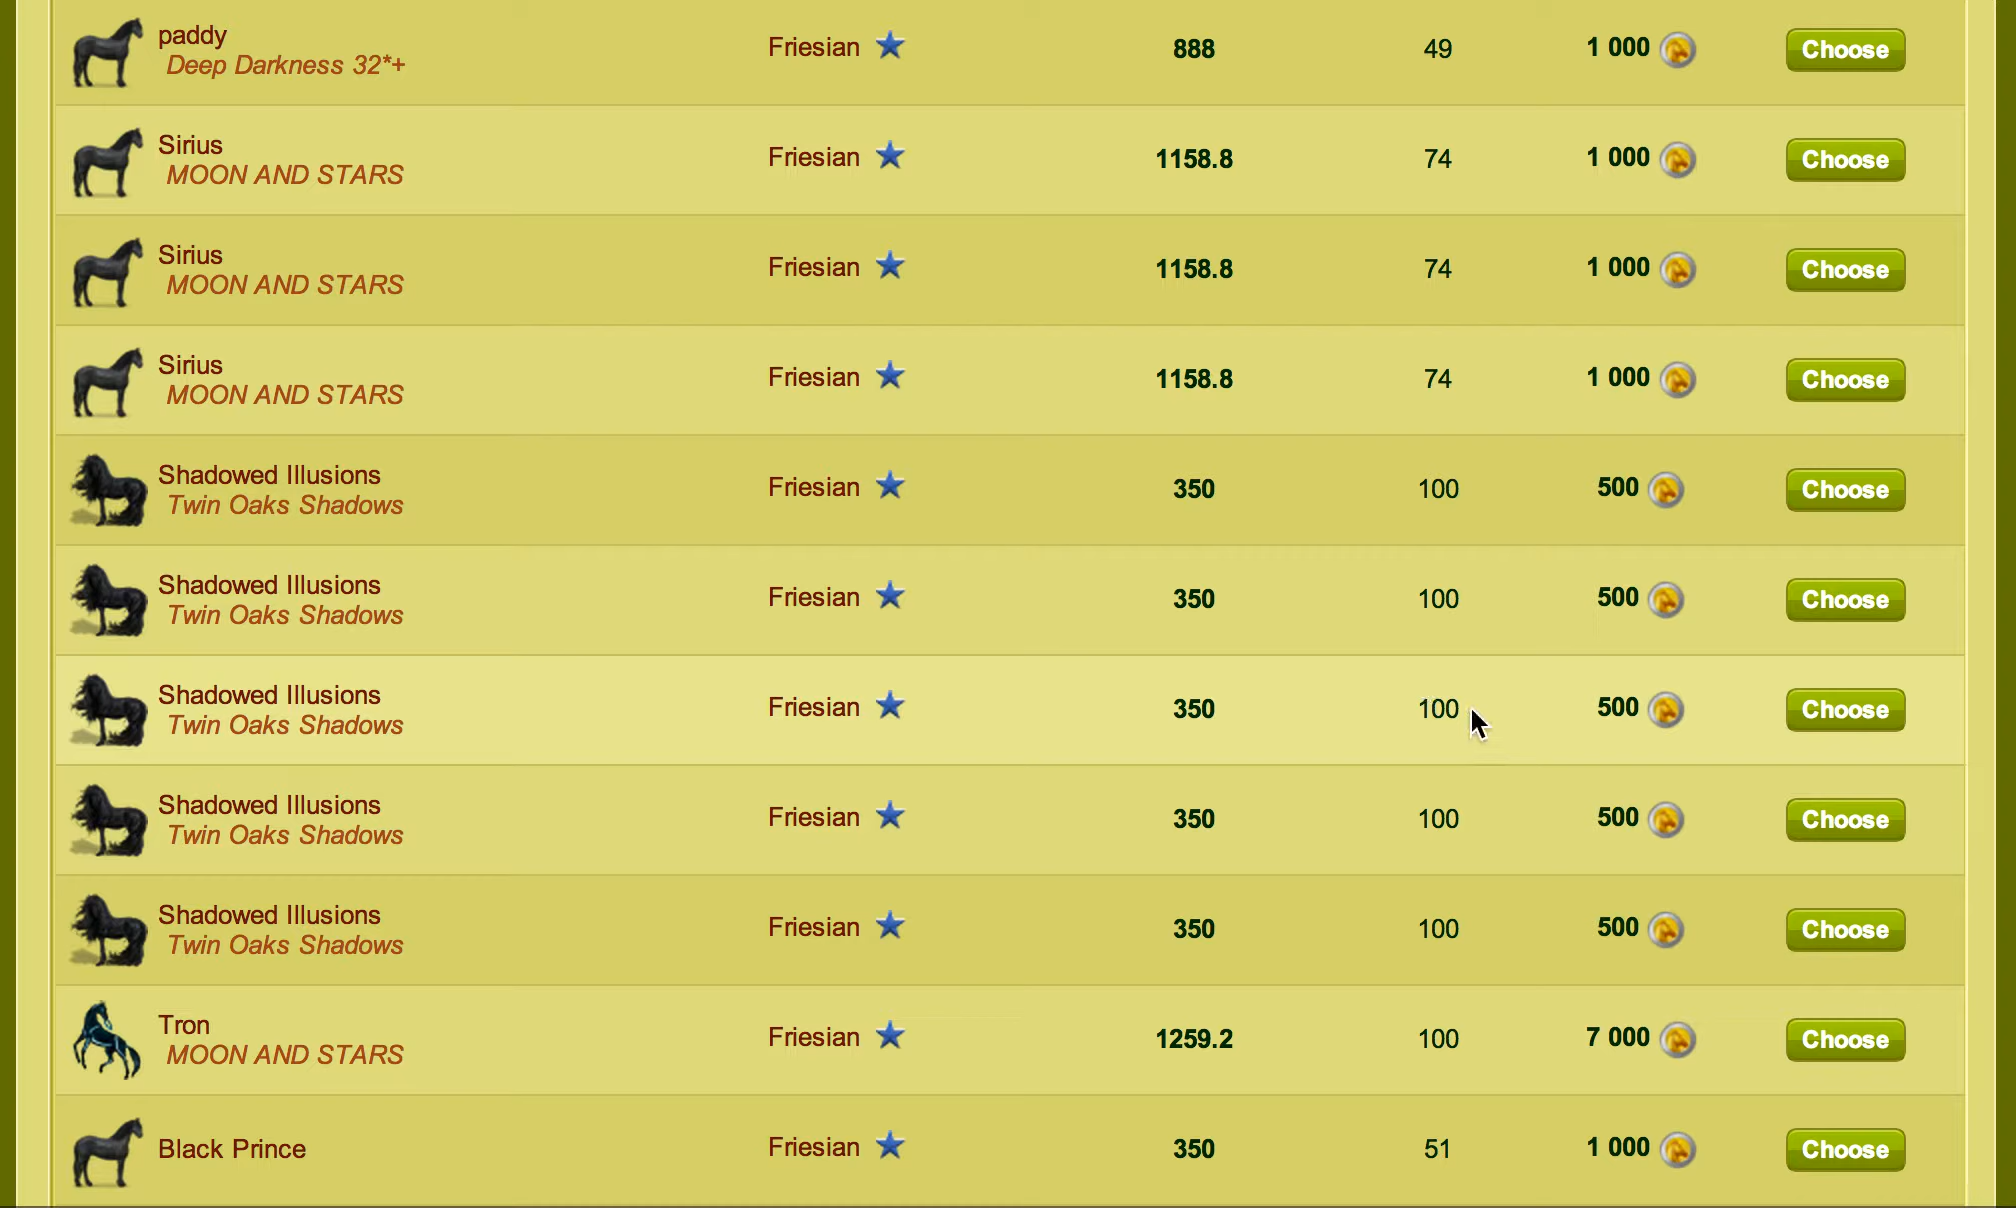 paddy
Deep Darkness 32*+
Friesian 888 49 1 000 Choose
Sirius
MOON AND STARS
Friesian 1158.8 74 1 000 Choose
Sirius
MOON AND STARS
Friesian 1158.8 74 1 000 Choose
Sirius
MOON AND STARS
Friesian 1158.8 74 1 000 Choose
Shadowed Illusions
Twin Oaks Shadows
Friesian 350 100 500 Choose
Shadowed Illusions
Twin Oaks Shadows
Friesian 350 100 500 Choose
Shadowed Illusions
Twin Oaks Shadows
Friesian 350 100 500 Choose
Shadowed Illusions
Twin Oaks Shadows
Friesian 350 100 500 Choose
Shadowed Illusions
Twin Oaks Shadows
Friesian 350 100 500 Choose
Tron
MOON AND STARS
Friesian 1259.2 100 7 000 Choose
Black Prince Friesian 350 51 1 000 Choose